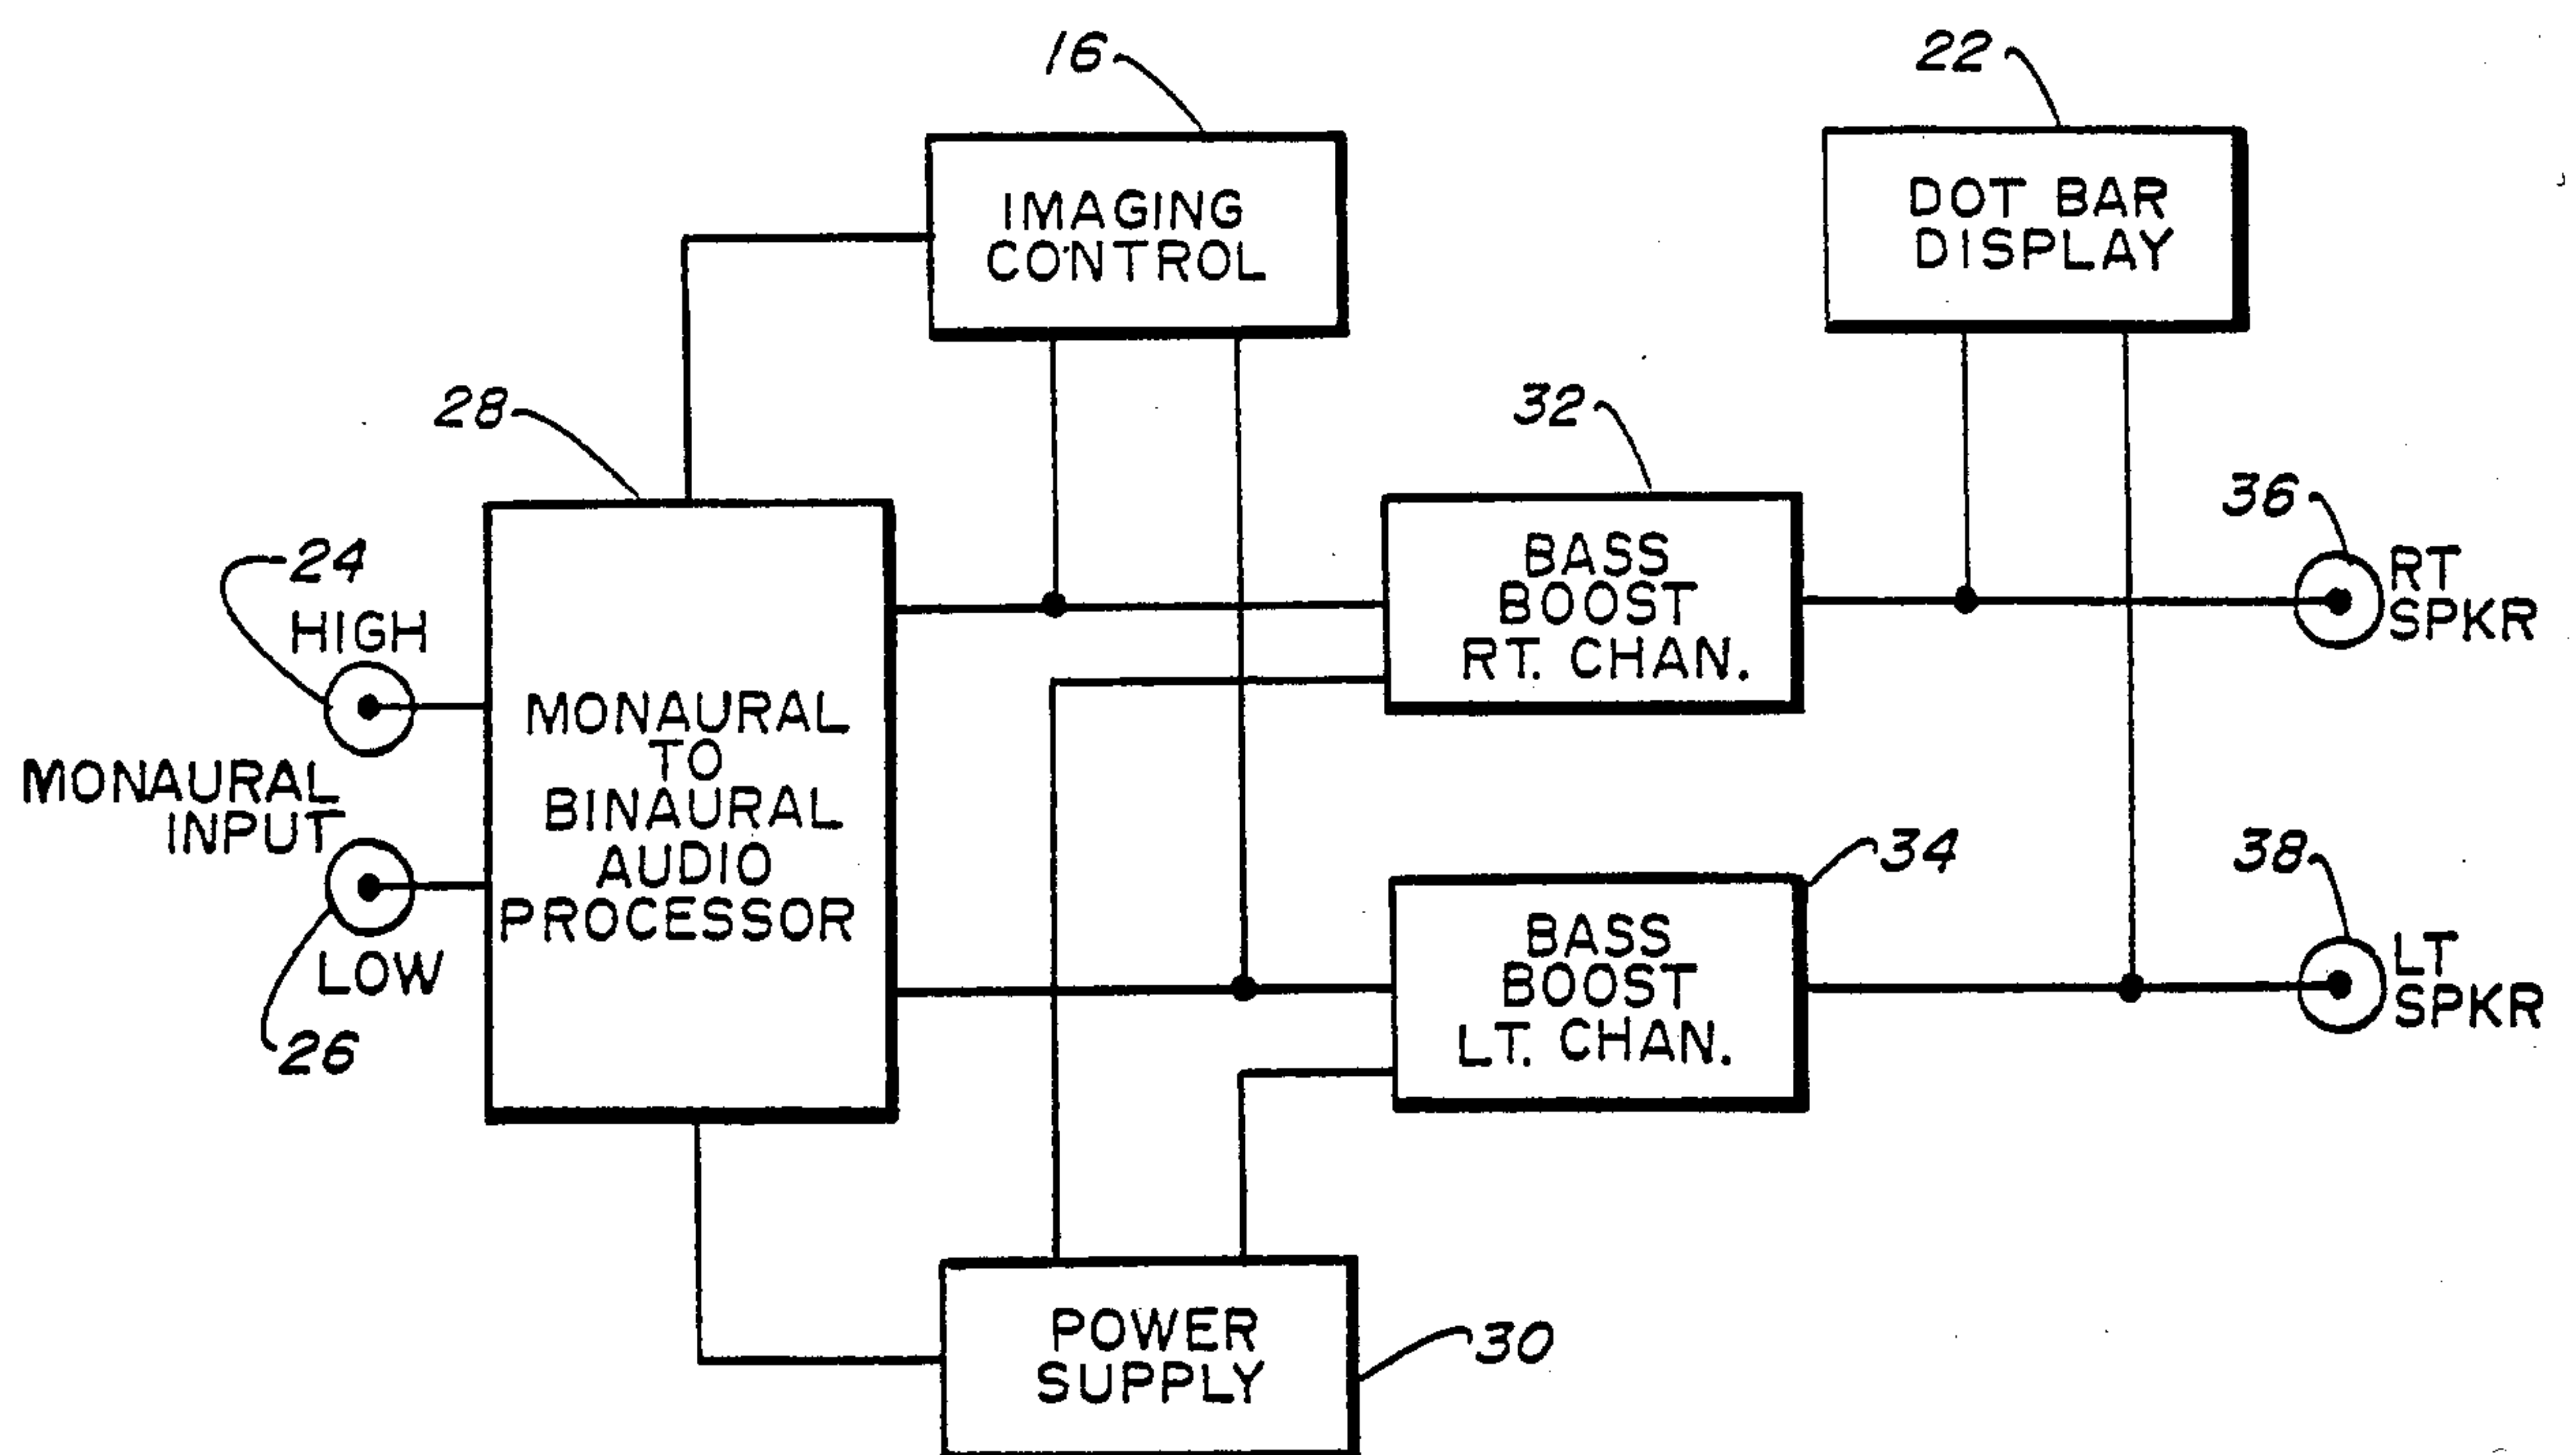 16
22
IMAGING
CONTROL
DOT BAR
DISPLAY
28
32
36
24
HIGH
BASS
BOOST
RT. CHAN.
RT
SPKR
MONAURAL
INPUT
MONAURAL
TO
BINAURAL
AUDIO
PROCESSOR
34
38
LOW
26
BASS
BOOST
LT. CHAN.
LT
SPKR
POWER
SUPPLY
30